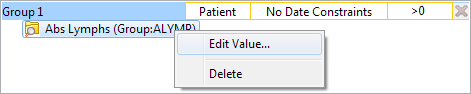 Group 1 Patient No Date Constraints >0
Abs Lymphs (Group:ALYMP)
Edit Value...
Delete